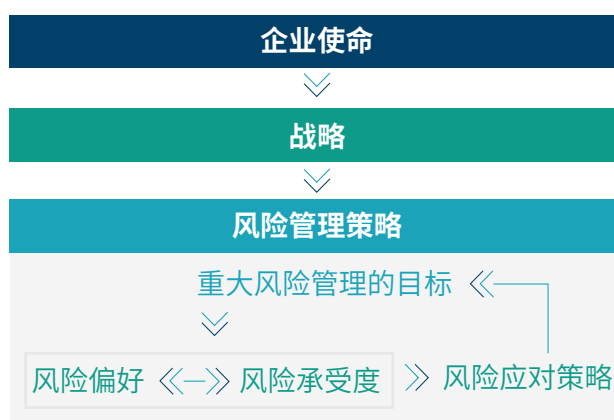 企业使命
战略
风险管理策略
重大风险管理的目标
风险偏好 风险承受度 风险应对策略